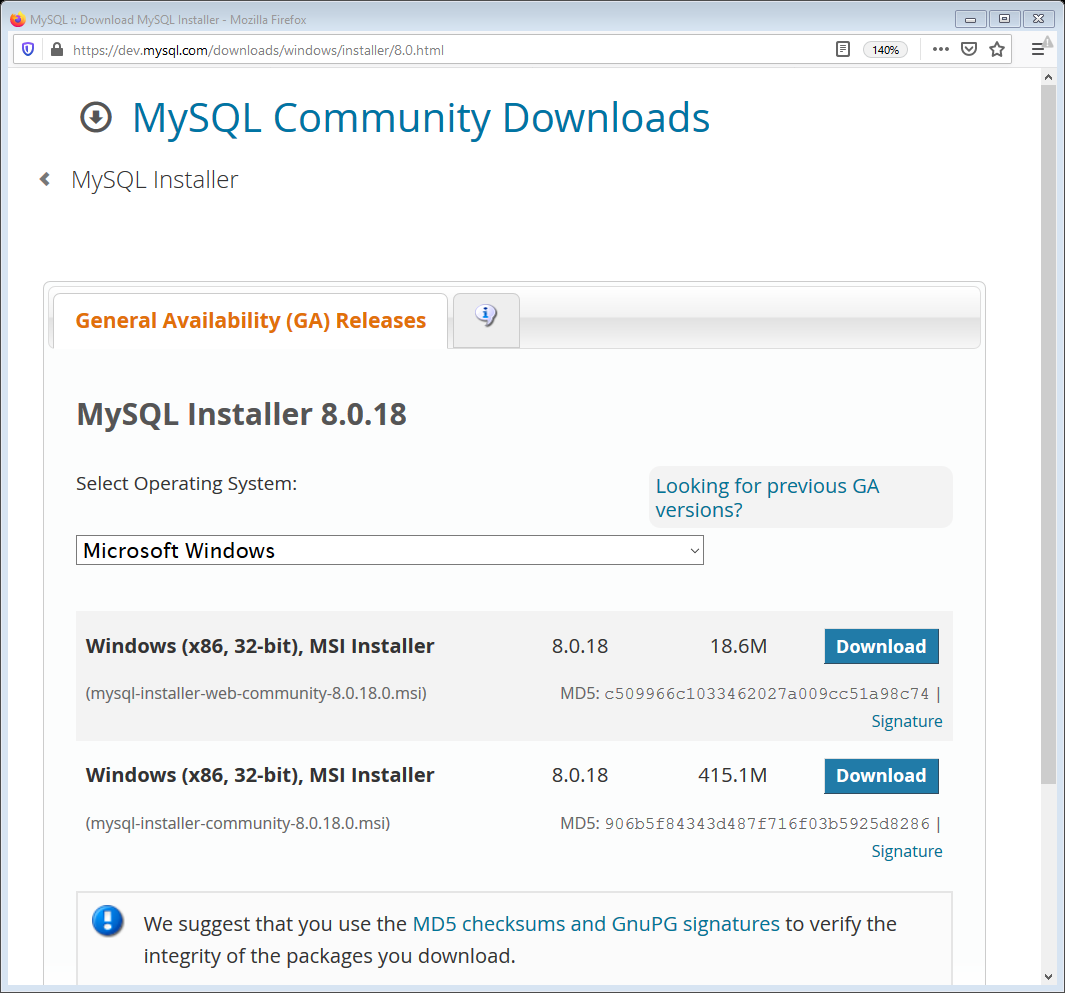 MySQL :: Download MySQL Installer - Mozilla Firefox
https://dev.mysql.com/downloads/windows/installer/8.0.html
140%
MySQL Community Downloads
MySQL Installer
General Availability (GA) Releases
MySQL Installer 8.0.18
Select Operating System:
Looking for previous GA
versions?
Microsoft Windows
Windows (x86, 32-bit), MSI Installer 8.0.18 18.6M Download
(mysql-installer-web-community-8.0.18.0.msi) MD5: c509966c1033462027a009cc51a98c74 |
Signature
Windows (x86, 32-bit), MSI Installer 8.0.18 415.1M Download
(mysql-installer-community-8.0.18.0.msi) MD5: 906b5f84343d487f716f03b5925d8286 |
Signature
We suggest that you use the MD5 checksums and GnuPG signatures to verify the
integrity of the packages you download.